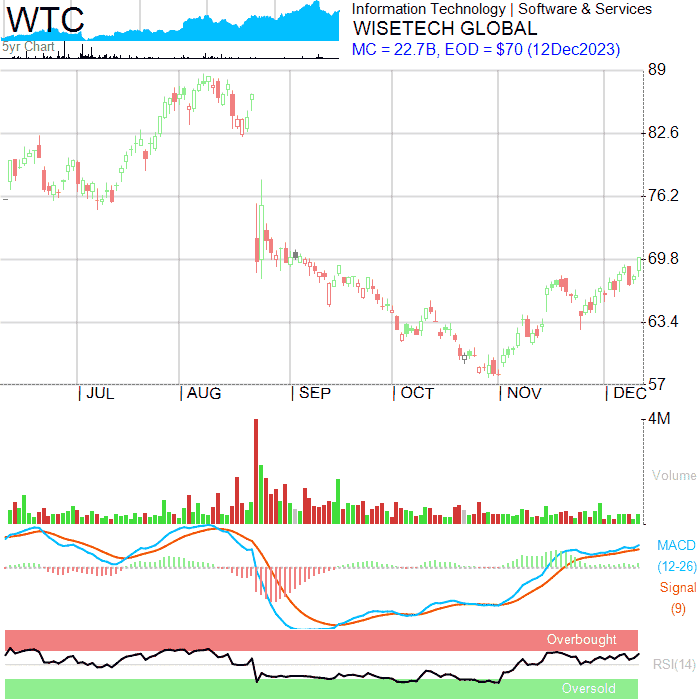 WTC
5yr Chart
Information Technology | Software & Services
WISETECH GLOBAL
MC = 22.7B, EOD = $70 (12Dec2023)
89
82.6
76.2
69.8
63.4
57
| JUL
| AUG
| SEP
| OCT
| NOV
| DEC
4M
Volume
MACD
(12-26)
Signal
(9)
Overbought
RSI(14)
Oversold